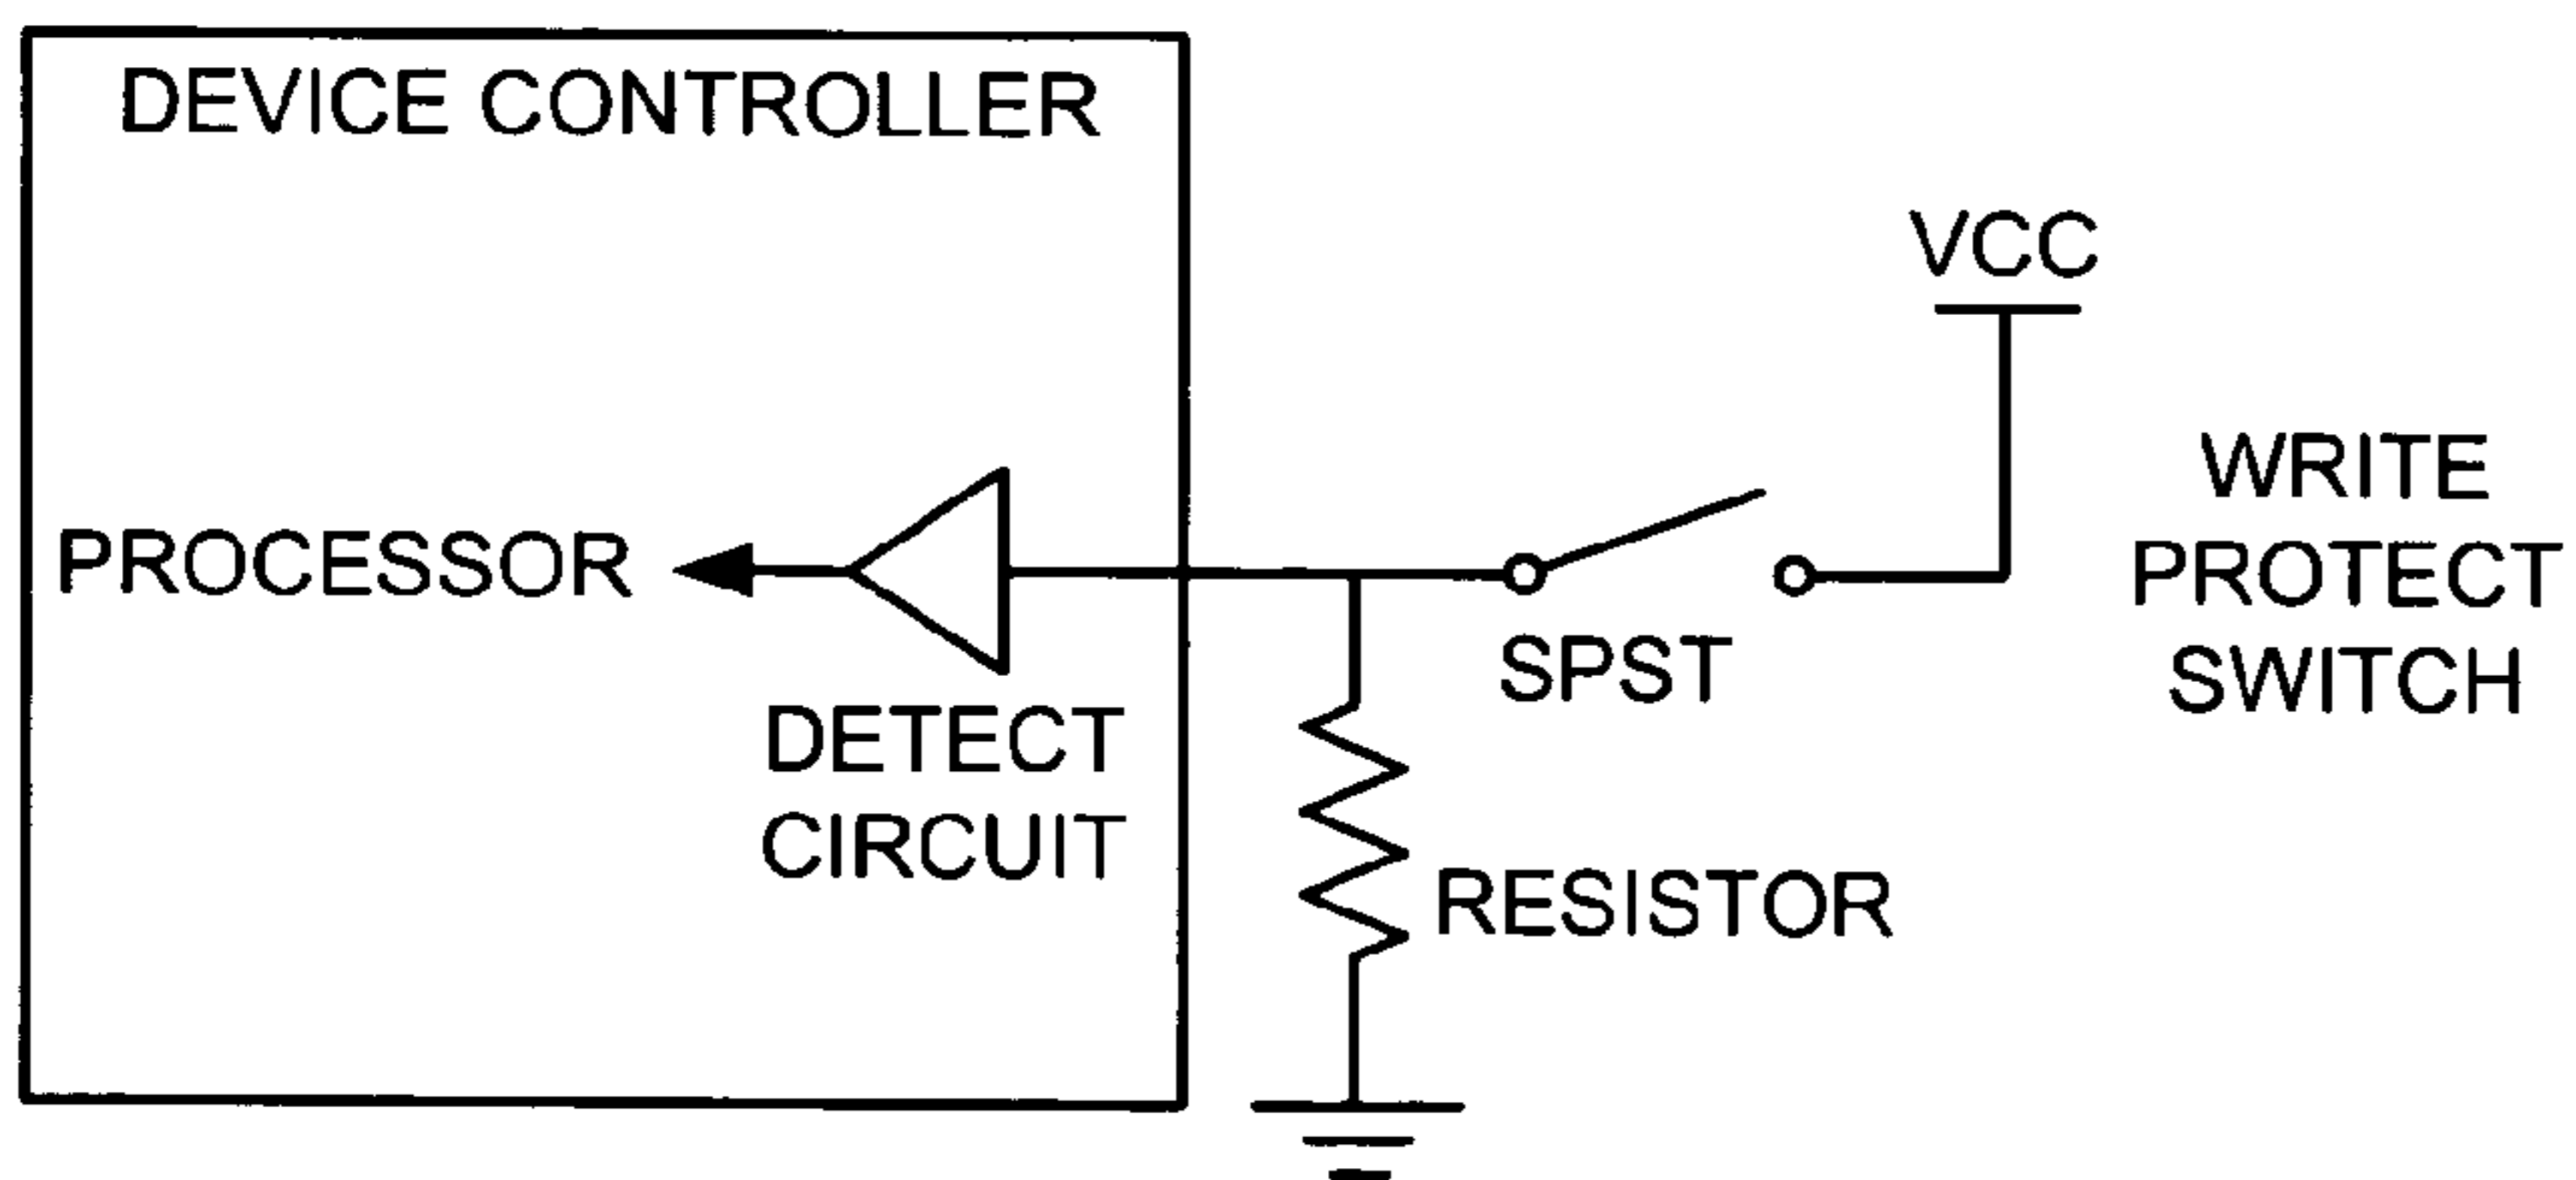 DEVICE CONTROLLER
VCC
WRITE
PROTECT
SWITCH
PROCESSOR
SPST
DETECT
CIRCUIT
RESISTOR